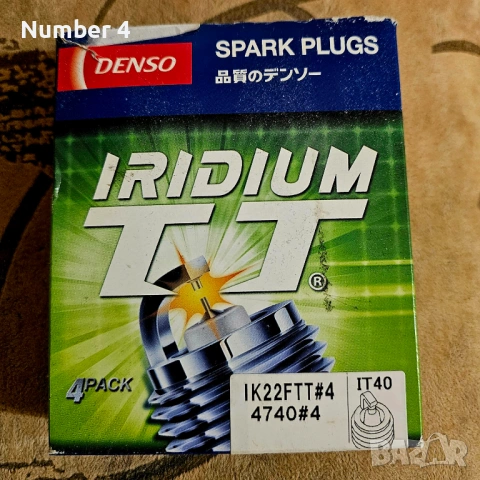 Number 4
DENSO
SPARK PLUGS
品質のデンソー
IRIDIUM
TT®
4PACK
IK22FTT#4
4740#4
IT40
BAZAR